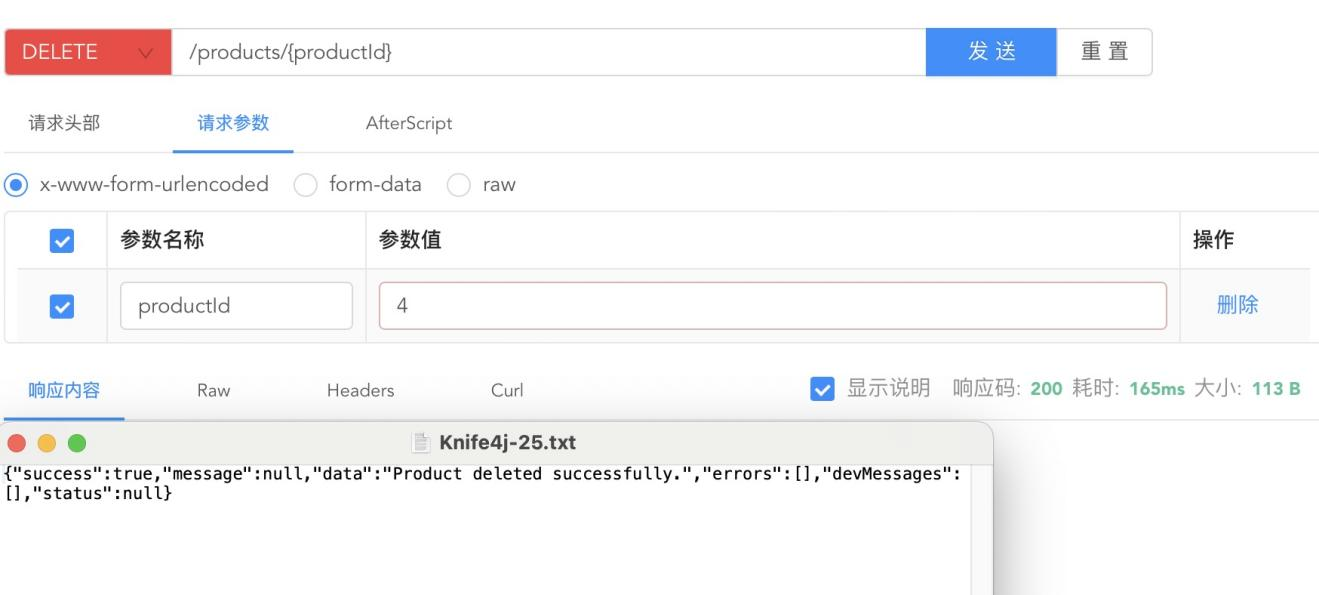 DELETE /products/{productId} 发 送 重 置
请求头部 请求参数 AfterScript
x-www-form-urlencoded form-data raw
参数名称 参数值 操作
productId 4 删除
响应内容 Raw Headers Curl 显示说明 响应码: 200 耗时: 165ms 大小: 113 B
Knife4j-25.txt
{"success":true,"message":null,"data":"Product deleted successfully.","errors":[],"devMessages":
[],"status":null}